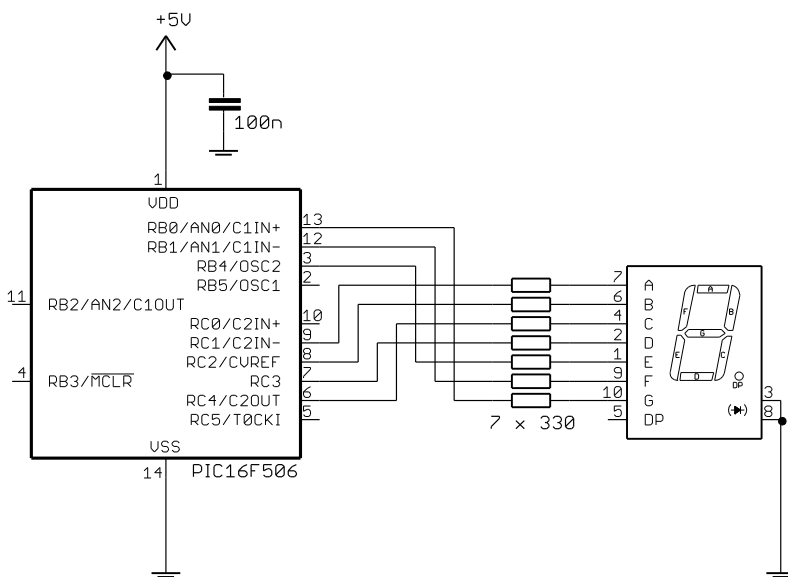 +5V
100n
1
VDD
RB0/AN0/C1IN+ 13
RB1/AN1/C1IN- 12
RB4/OSC2 3
RB5/OSC1 2
11 RB2/AN2/C1OUT
RC0/C2IN+ 10
RC1/C2IN- 9
RC2/CVREF 8
4 RB3/MCLR
RC3 7
RC4/C2OUT 6
RC5/T0CKI 5
VSS
14
PIC16F506
7 x 330
7 A
6 B
4 C
2 D
1 E
9 F
10 G
5 DP
A
F B
G
E C
D
DP
3
8